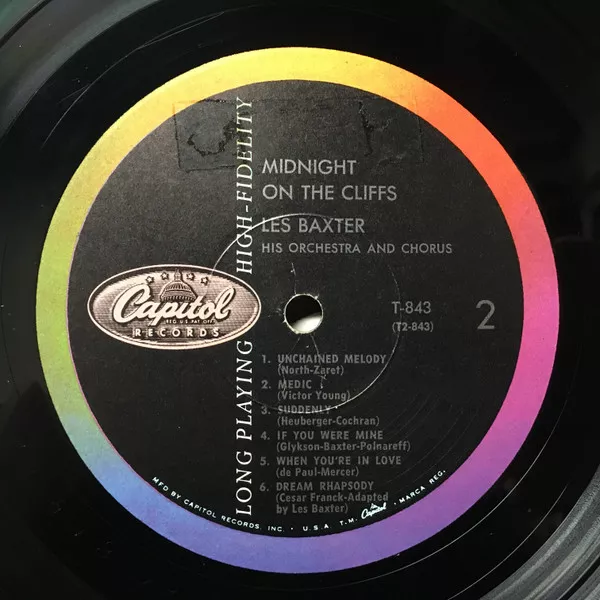 MIDNIGHT
ON THE CLIFFS
LES BAXTER
HIS ORCHESTRA AND CHORUS
LONG PLAYING HIGH-FIDELITY
Capitol
REG. U.S. PAT. OFF.
RECORDS
T-843
(T2-843)
2
1. UNCHAINED MELODY
(North-Zaret)
2. MEDIC
(Victor Young)
3. SUDDENLY
(Heuberger-Cochran)
4. IF YOU WERE MINE
(Glykson-Baxter-Polnareff)
5. WHEN YOU'RE IN LOVE
(de Paul-Mercer)
6. DREAM RHAPSODY
(Cesar Franck-Adapted
by Les Baxter)
MFD BY CAPITOL RECORDS, INC. • U.S.A. T.M. Capitol • MARCA REG.